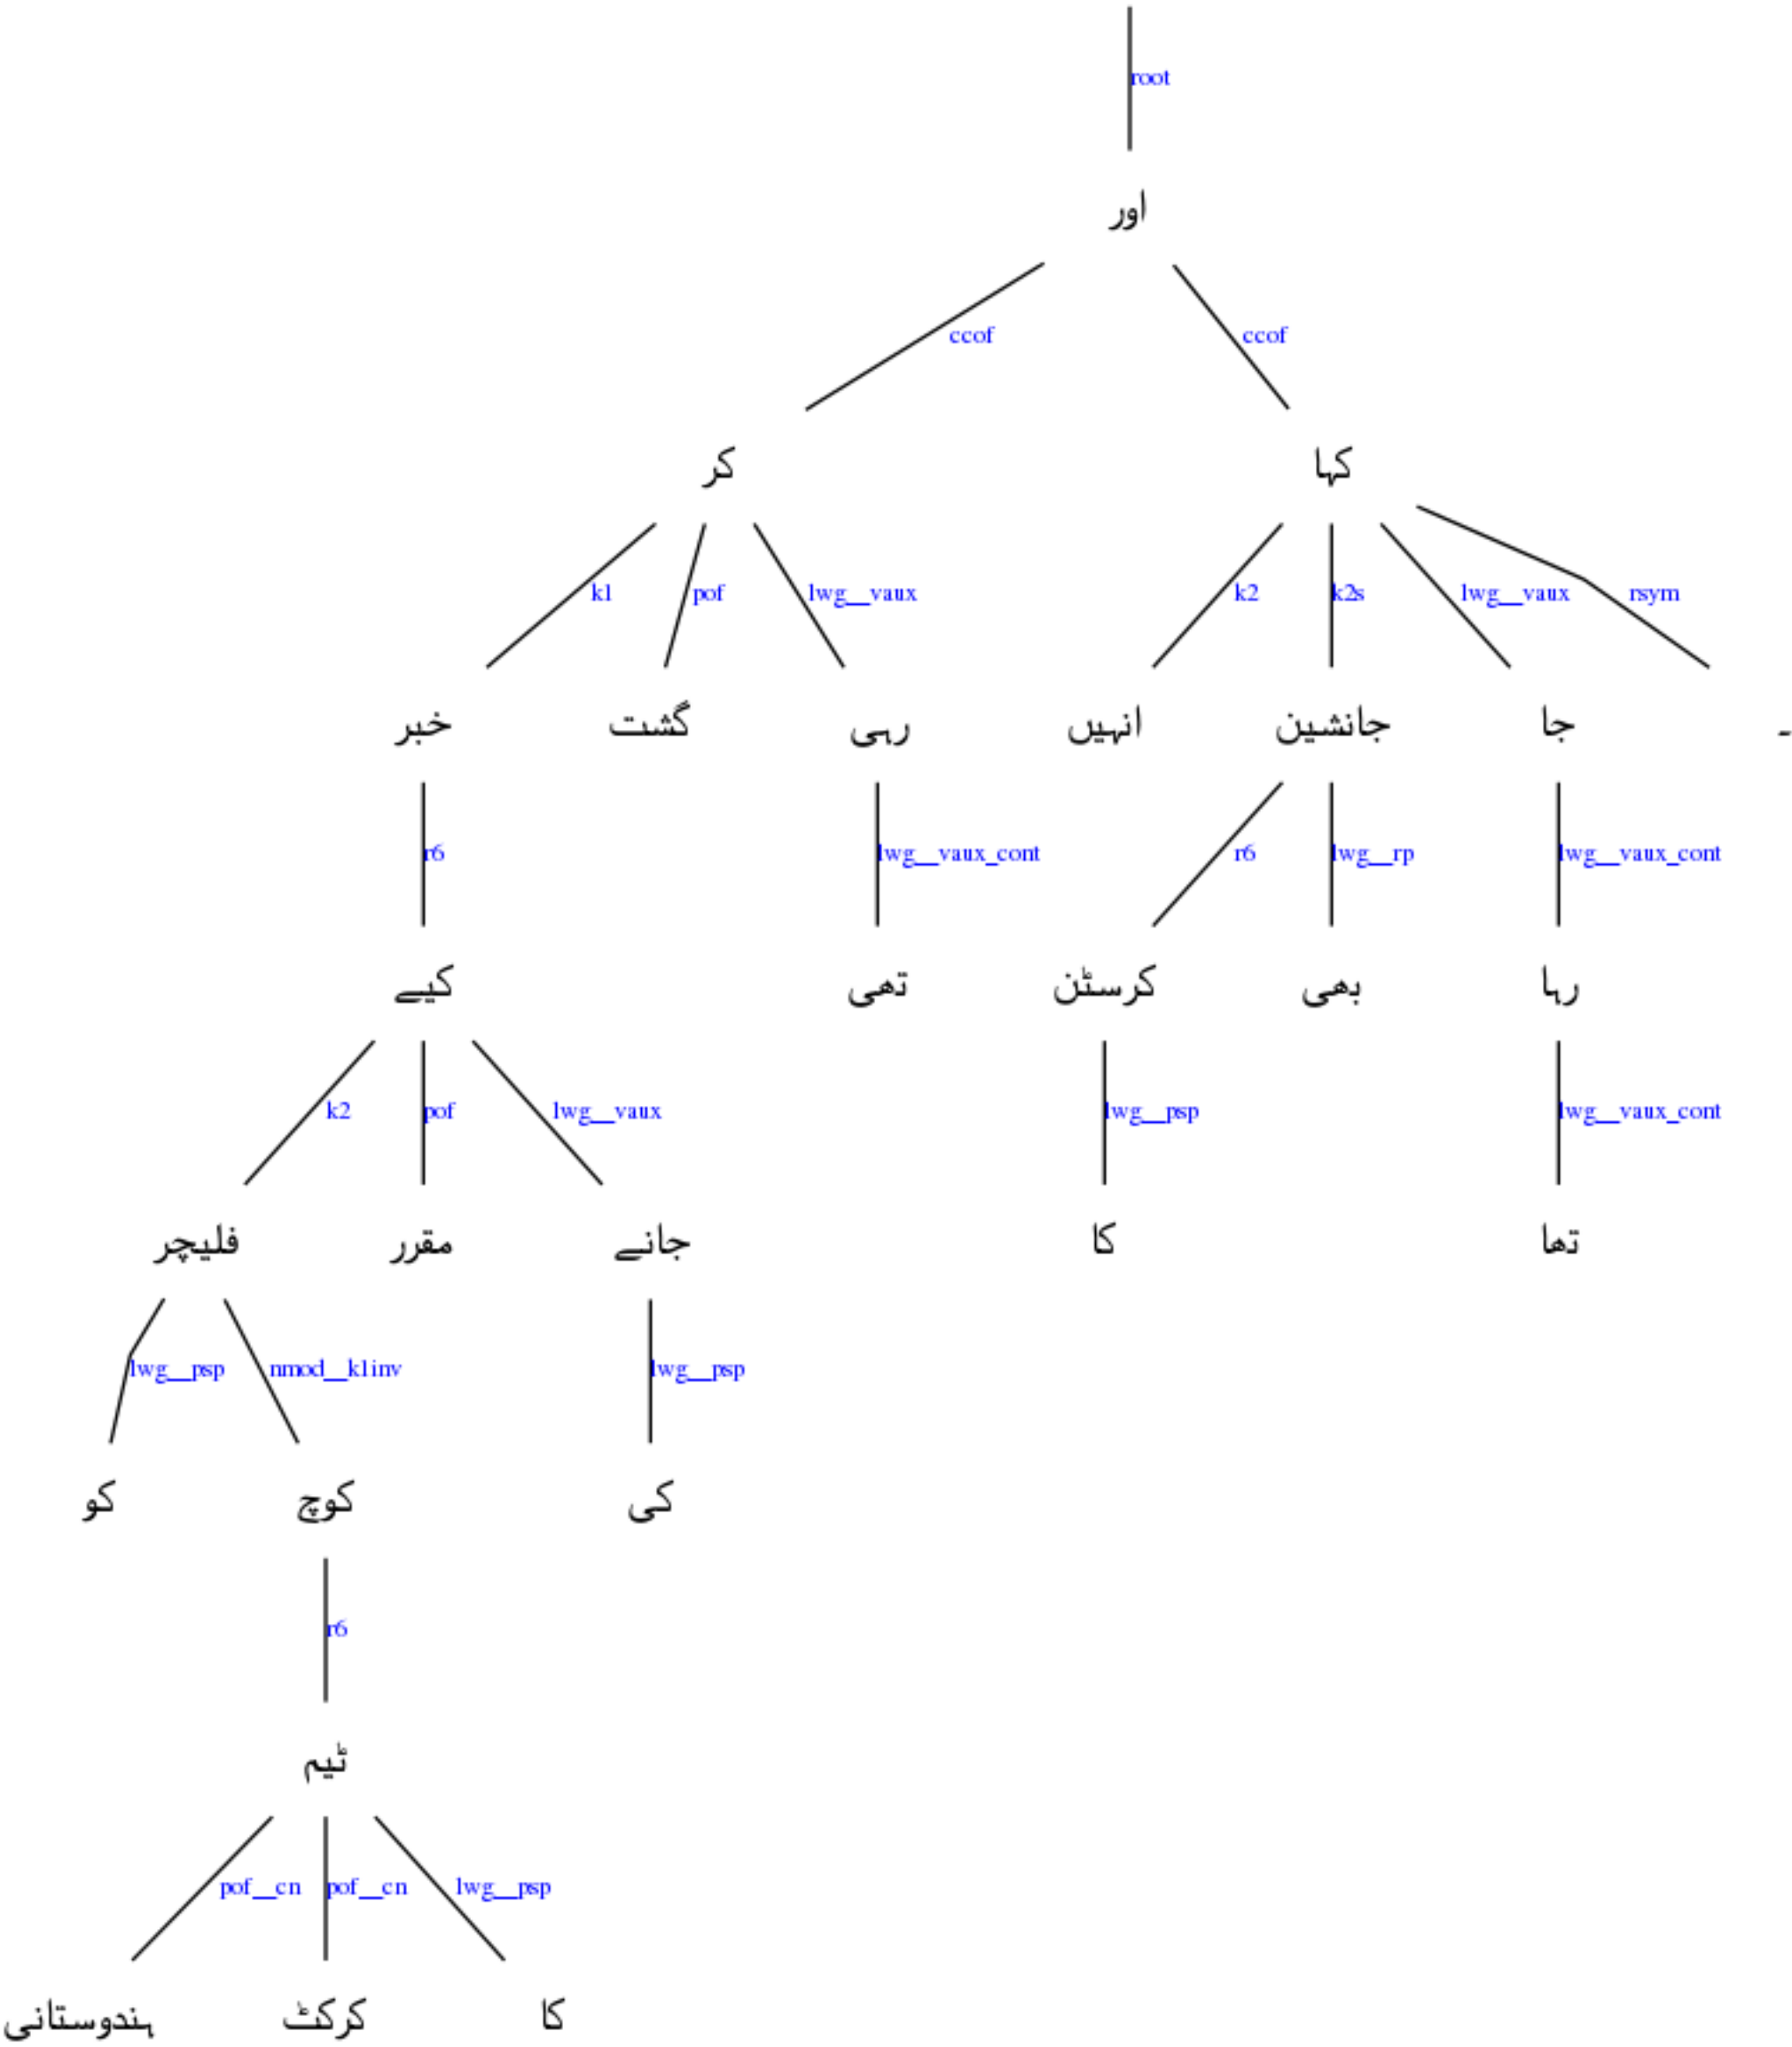 root
اور
ccof ccof
کر کہا
k1 pof lwg__vaux k2 k2s lwg__vaux rsym
خبر گشت رہی انہیں جانشین جا ۔
r6 lwg__vaux_cont r6 lwg__rp lwg__vaux_cont
کیے تھی کرسٹن بھی رہا
k2 pof lwg__vaux lwg__psp lwg__vaux_cont
فلیچر مقرر جانے کا تھا
lwg__psp nmod__k1inv lwg__psp
کو کوچ کی
r6
ٹیم
pof__cn pof__cn lwg__psp
ہندوستانی کرکٹ کا